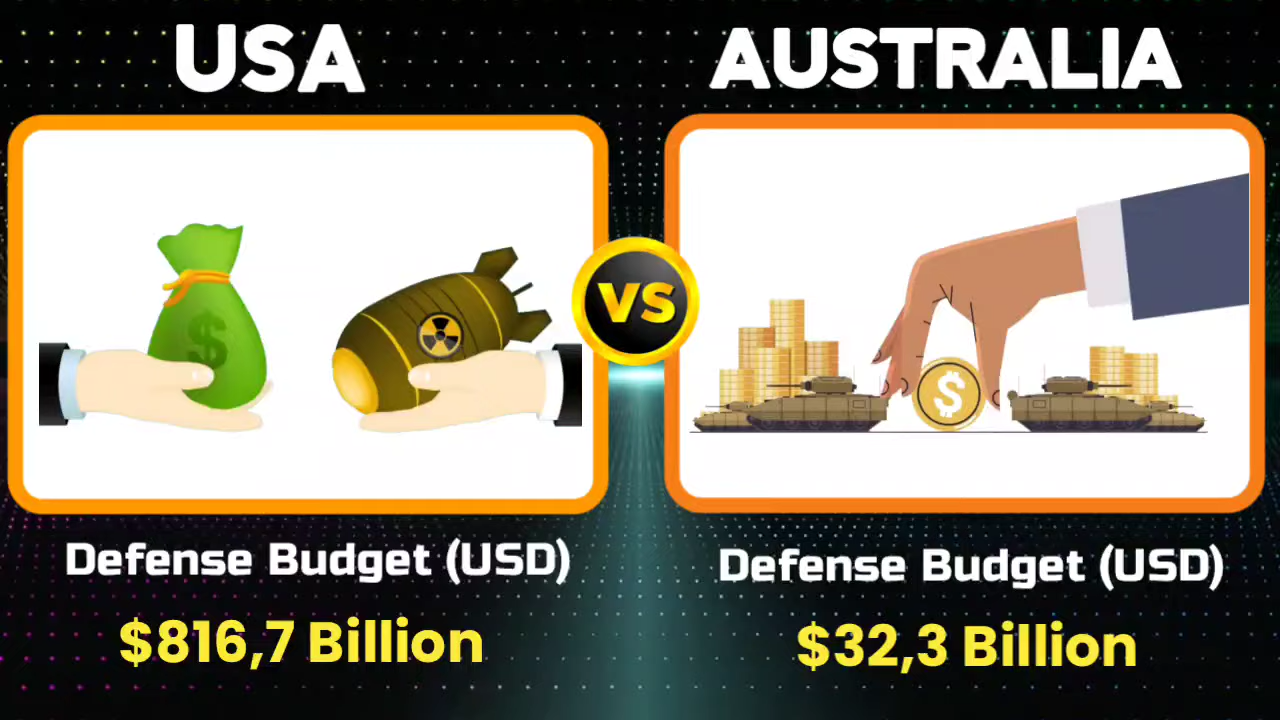 USA
AUSTRALIA
VS
$
$
Defense Budget (USD)
Defense Budget (USD)
$816,7 Billion
$32,3 Billion